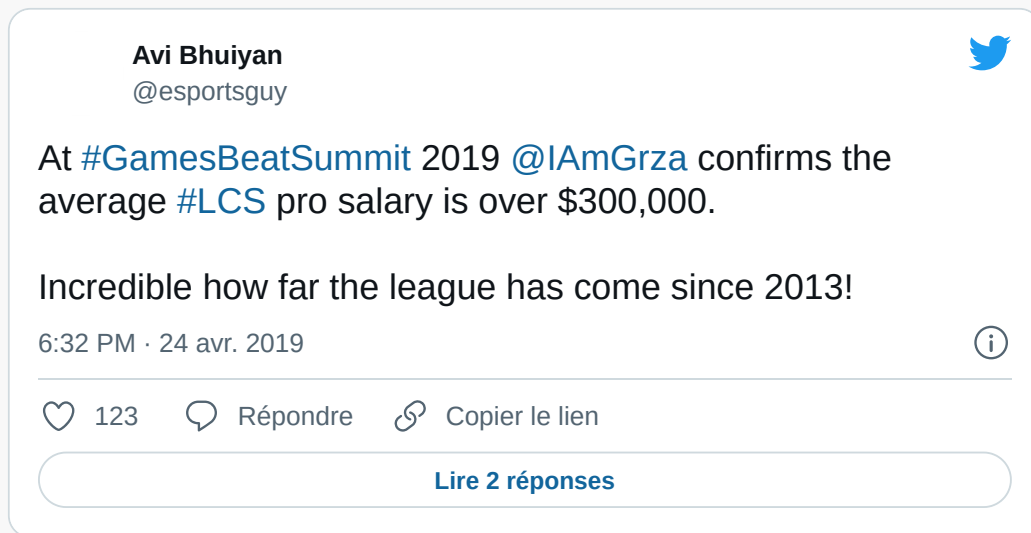 Avi Bhuiyan
@esportsguy
At #GamesBeatSummit 2019 @IAmGrza confirms the
average #LCS pro salary is over $300,000.
Incredible how far the league has come since 2013!
6:32 PM · 24 avr. 2019
123 Répondre Copier le lien
Lire 2 réponses